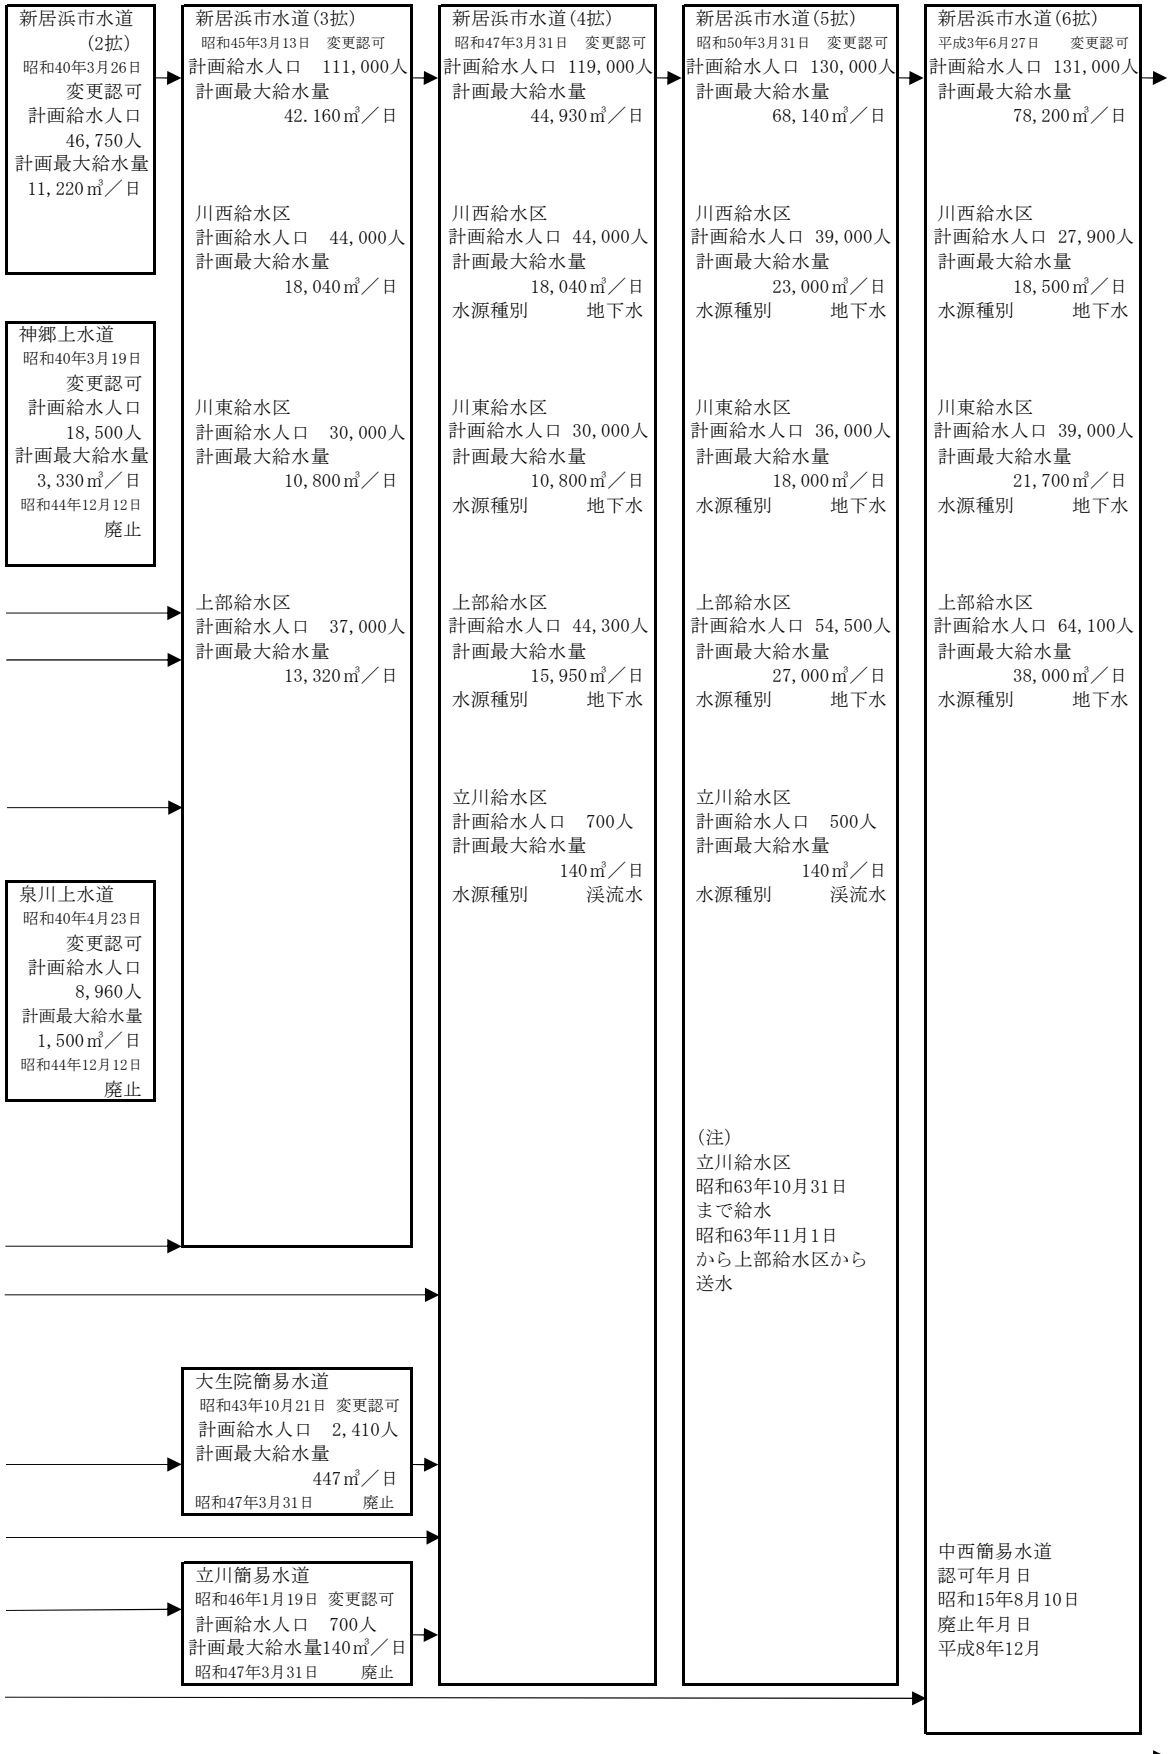 新居浜市水道
(2拡)
昭和40年3月26日
変更認可
計画給水人口
46,750人
計画最大給水量
11,220㎥／日
神郷上水道
昭和40年3月19日
変更認可
計画給水人口
18,500人
計画最大給水量
3,330㎥／日
昭和44年12月12日
廃止
泉川上水道
昭和40年4月23日
変更認可
計画給水人口
8,960人
計画最大給水量
1,500㎥／日
昭和44年12月12日
廃止
新居浜市水道(3拡)
昭和45年3月13日 変更認可
計画給水人口 111,000人
計画最大給水量
42.160㎥／日
川西給水区
計画給水人口 44,000人
計画最大給水量
18,040㎥／日
川東給水区
計画給水人口 30,000人
計画最大給水量
10,800㎥／日
上部給水区
計画給水人口 37,000人
計画最大給水量
13,320㎥／日
大生院簡易水道
昭和43年10月21日 変更認可
計画給水人口 2,410人
計画最大給水量
447㎥／日
昭和47年3月31日 廃止
立川簡易水道
昭和46年1月19日 変更認可
計画給水人口 700人
計画最大給水量140㎥／日
昭和47年3月31日 廃止
新居浜市水道(4拡)
昭和47年3月31日 変更認可
計画給水人口 119,000人
計画最大給水量
44,930㎥／日
川西給水区
計画給水人口 44,000人
計画最大給水量
18,040㎥／日
水源種別 地下水
川東給水区
計画給水人口 30,000人
計画最大給水量
10,800㎥／日
水源種別 地下水
上部給水区
計画給水人口 44,300人
計画最大給水量
15,950㎥／日
水源種別 地下水
立川給水区
計画給水人口 700人
計画最大給水量
140㎥／日
水源種別 渓流水
新居浜市水道(5拡)
昭和50年3月31日 変更認可
計画給水人口 130,000人
計画最大給水量
68,140㎥／日
川西給水区
計画給水人口 39,000人
計画最大給水量
23,000㎥／日
水源種別 地下水
川東給水区
計画給水人口 36,000人
計画最大給水量
18,000㎥／日
水源種別 地下水
上部給水区
計画給水人口 54,500人
計画最大給水量
27,000㎥／日
水源種別 地下水
立川給水区
計画給水人口 500人
計画最大給水量
140㎥／日
水源種別 渓流水
(注)
立川給水区
昭和63年10月31日
まで給水
昭和63年11月1日
から上部給水区から
送水
新居浜市水道(6拡)
平成3年6月27日 変更認可
計画給水人口 131,000人
計画最大給水量
78,200㎥／日
川西給水区
計画給水人口 27,900人
計画最大給水量
18,500㎥／日
水源種別 地下水
川東給水区
計画給水人口 39,000人
計画最大給水量
21,700㎥／日
水源種別 地下水
上部給水区
計画給水人口 64,100人
計画最大給水量
38,000㎥／日
水源種別 地下水
中西簡易水道
認可年月日
昭和15年8月10日
廃止年月日
平成8年12月